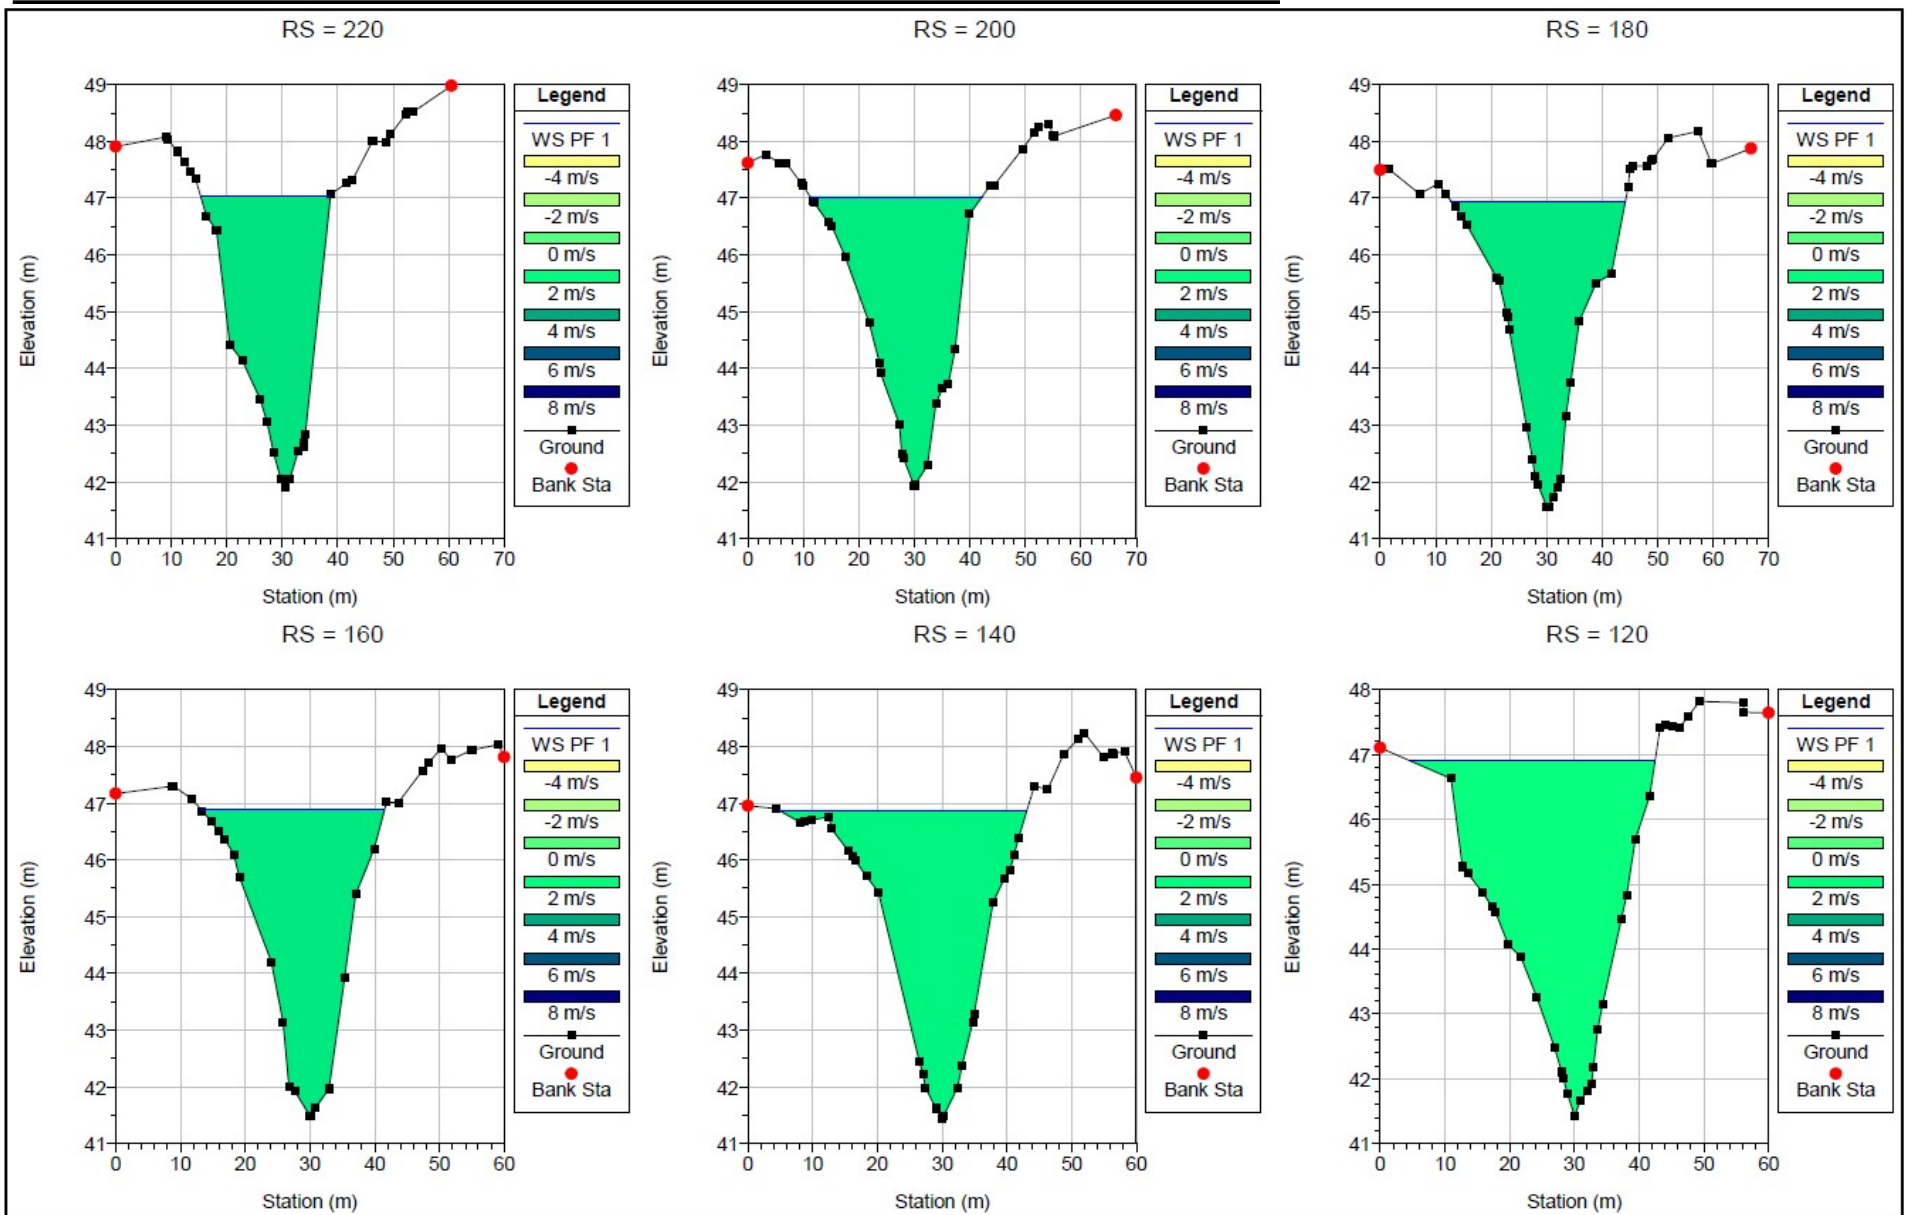 RS = 220
49
48
47
46
45
44
43
42
41
Elevation (m)
0 10 20 30 40 50 60 70
Station (m)
Legend
WS PF 1
-4 m/s
-2 m/s
0 m/s
2 m/s
4 m/s
6 m/s
8 m/s
Ground
Bank Sta
RS = 200
49
48
47
46
45
44
43
42
41
Elevation (m)
0 10 20 30 40 50 60 70
Station (m)
Legend
WS PF 1
-4 m/s
-2 m/s
0 m/s
2 m/s
4 m/s
6 m/s
8 m/s
Ground
Bank Sta
RS = 180
49
48
47
46
45
44
43
42
41
Elevation (m)
0 10 20 30 40 50 60 70
Station (m)
Legend
WS PF 1
-4 m/s
-2 m/s
0 m/s
2 m/s
4 m/s
6 m/s
8 m/s
Ground
Bank Sta
RS = 160
49
48
47
46
45
44
43
42
41
Elevation (m)
0 10 20 30 40 50 60
Station (m)
Legend
WS PF 1
-4 m/s
-2 m/s
0 m/s
2 m/s
4 m/s
6 m/s
8 m/s
Ground
Bank Sta
RS = 140
49
48
47
46
45
44
43
42
41
Elevation (m)
0 10 20 30 40 50 60
Station (m)
Legend
WS PF 1
-4 m/s
-2 m/s
0 m/s
2 m/s
4 m/s
6 m/s
8 m/s
Ground
Bank Sta
RS = 120
48
47
46
45
44
43
42
41
Elevation (m)
0 10 20 30 40 50 60
Station (m)
Legend
WS PF 1
-4 m/s
-2 m/s
0 m/s
2 m/s
4 m/s
6 m/s
8 m/s
Ground
Bank Sta